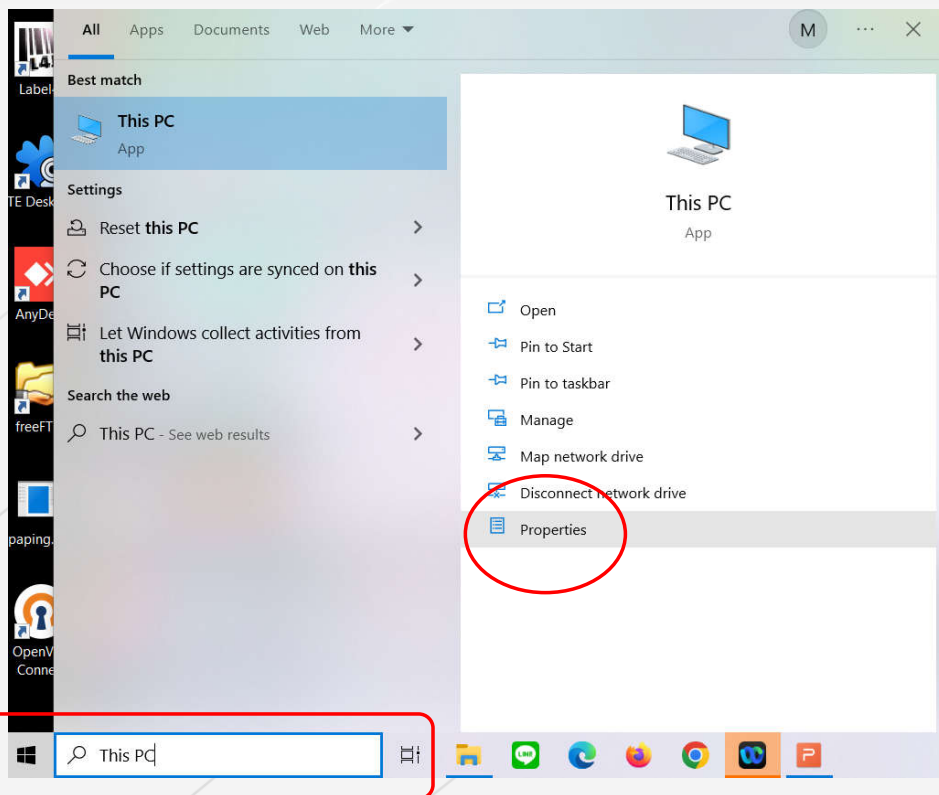 All Apps Documents Web More
M
Best match
This PC
App
Settings
Reset this PC
Choose if settings are synced on this
PC
Let Windows collect activities from
this PC
Search the web
This PC - See web results
This PC
App
Open
Pin to Start
Pin to taskbar
Manage
Map network drive
Disconnect network drive
Properties
L4
Label
TE Desk
AnyDe
freeFT
paping.
OpenV
Conne
This PC
LINE
P